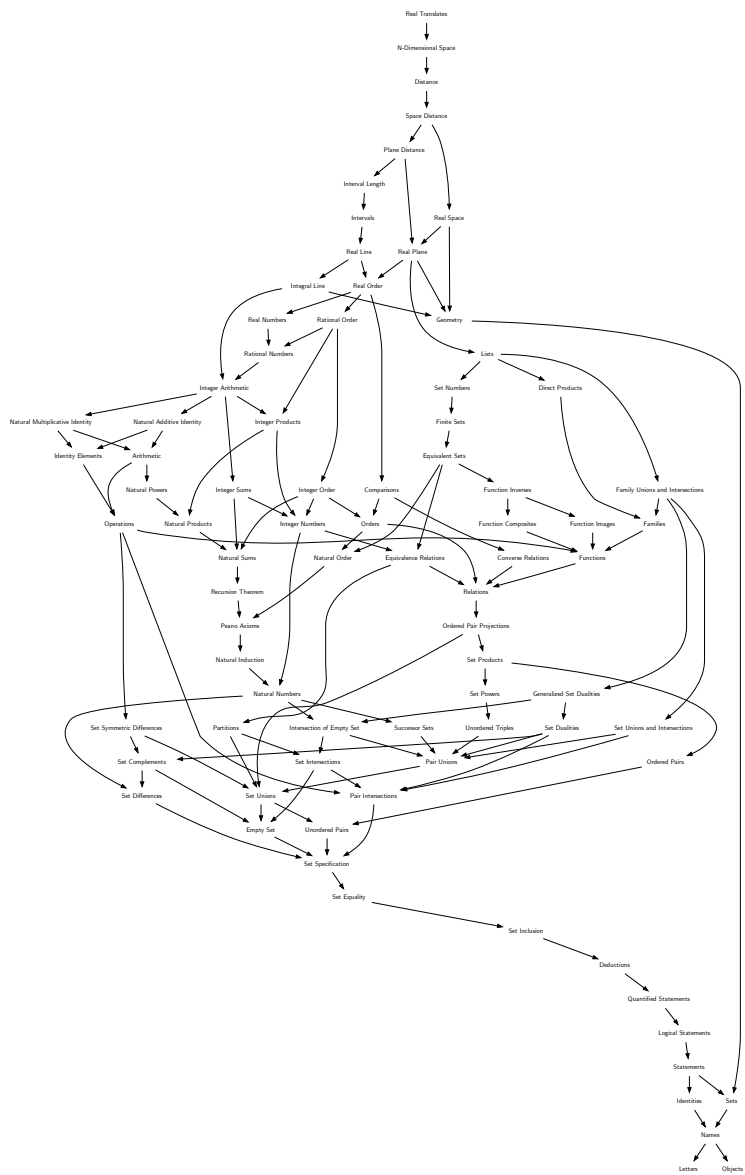 Real Translates
N-Dimensional Space
Distance
Space Distance
Plane Distance
Interval Length
Intervals
Real Space
Real Line
Real Plane
Integral Line
Real Order
Real Numbers
Rational Order
Geometry
Rational Numbers
Lists
Integer Arithmetic
Set Numbers
Direct Products
Natural Multiplicative Identity
Natural Additive Identity
Integer Products
Finite Sets
Identity Elements
Arithmetic
Equivalent Sets
Natural Powers
Integer Sums
Integer Order
Comparisons
Function Inverses
Family Unions and Intersections
Operations
Natural Products
Integer Numbers
Orders
Function Composites
Function Images
Families
Natural Sums
Natural Order
Equivalence Relations
Converse Relations
Functions
Recursion Theorem
Relations
Peano Axioms
Ordered Pair Projections
Natural Induction
Set Products
Natural Numbers
Set Powers
Generalized Set Dualities
Set Symmetric Differences
Partitions
Intersection of Empty Set
Successor Sets
Unordered Triples
Set Dualities
Set Unions and Intersections
Set Complements
Set Intersections
Pair Unions
Ordered Pairs
Set Differences
Set Unions
Pair Intersections
Empty Set
Unordered Pairs
Set Specification
Set Equality
Set Inclusion
Deductions
Quantified Statements
Logical Statements
Statements
Identities
Sets
Names
Letters
Objects